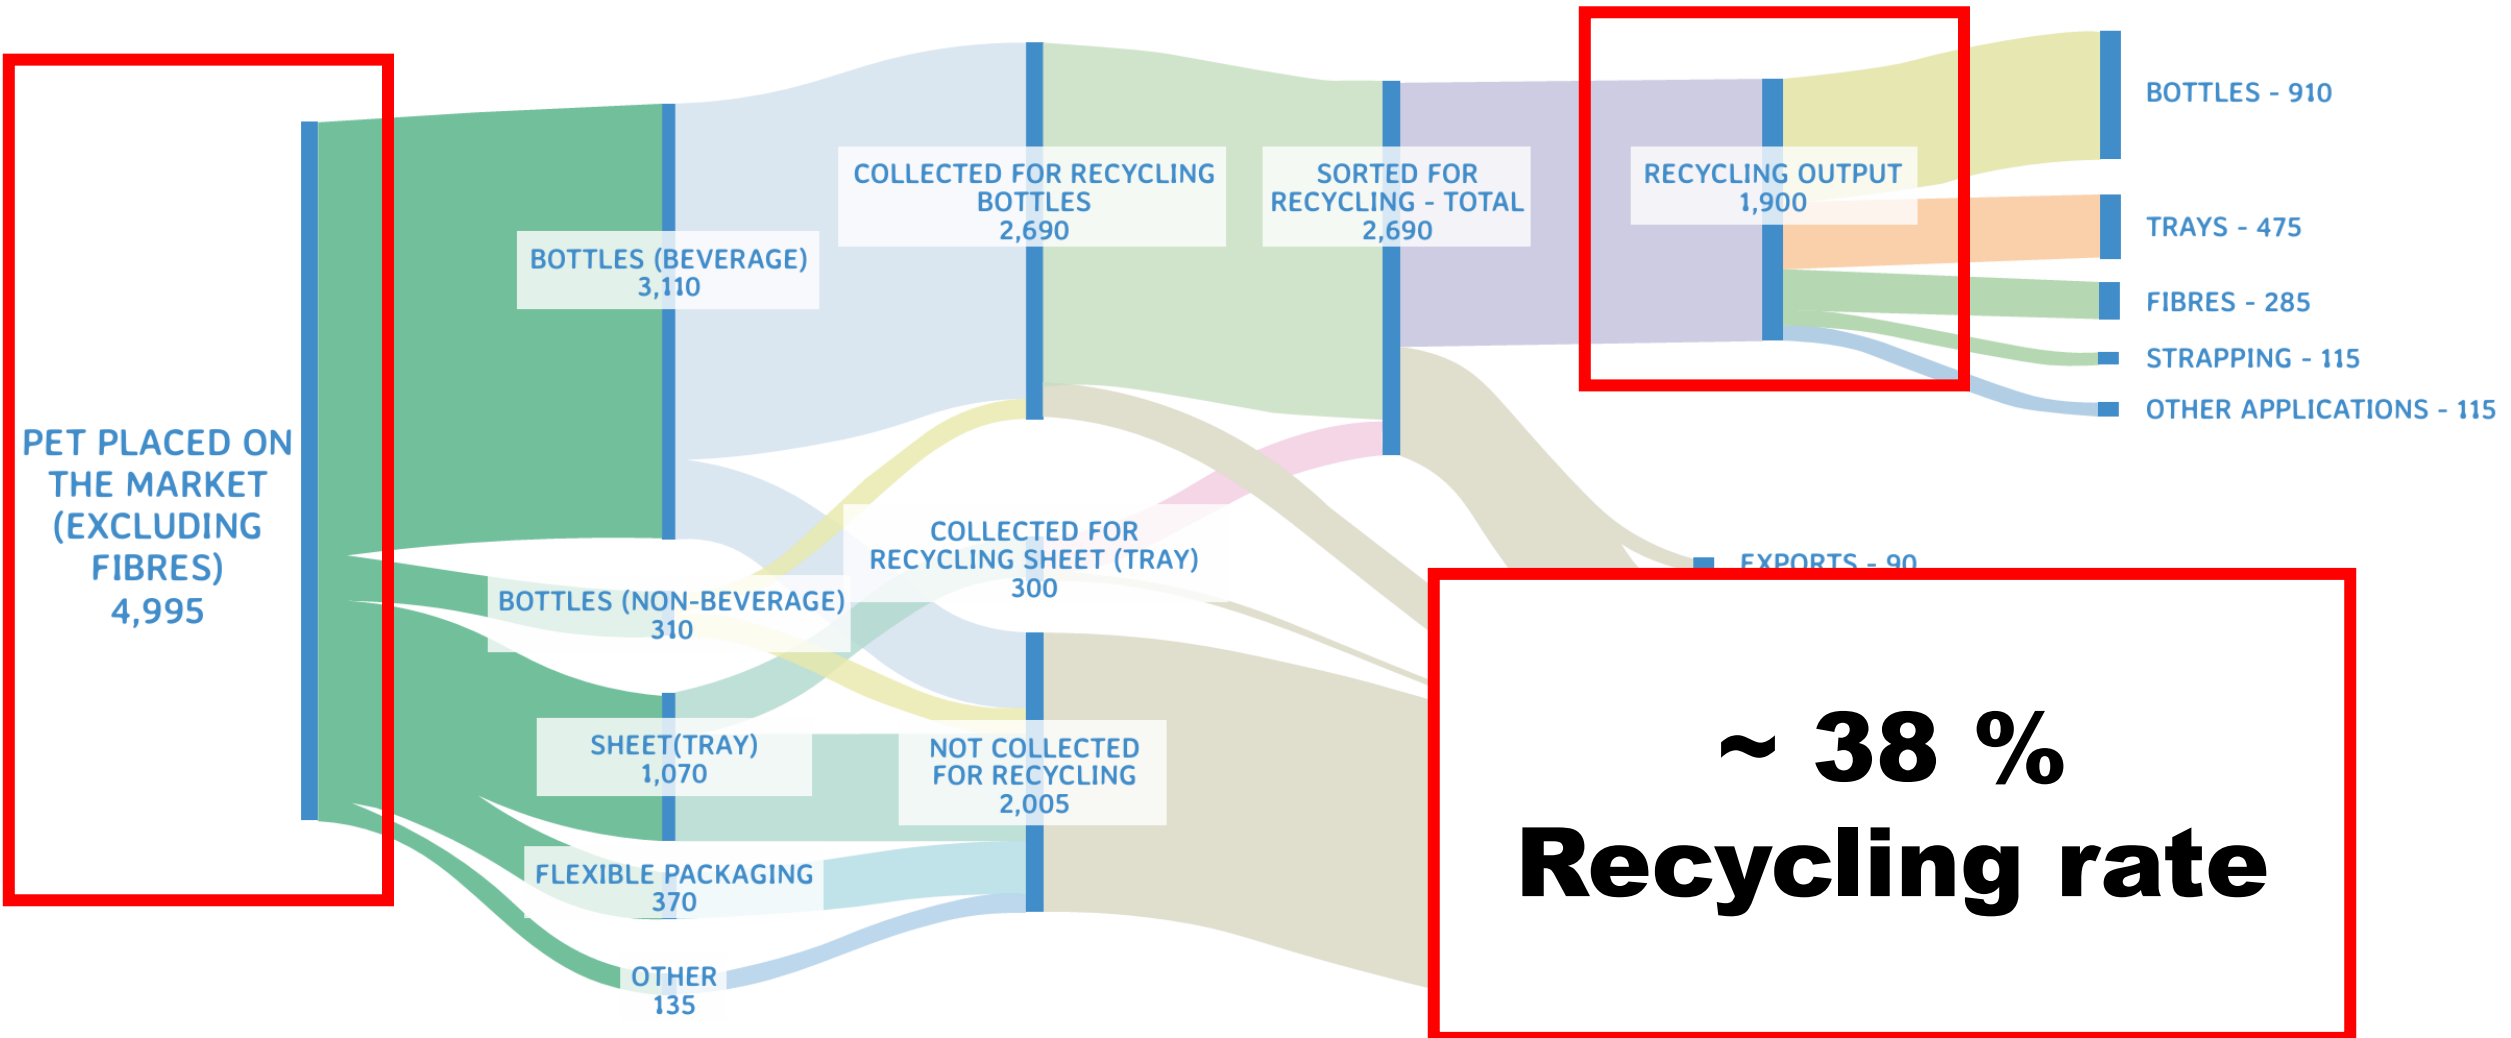 PET PLACED ON
THE MARKET
(EXCLUDING
FIBRES)
4,995
BOTTLES (BEVERAGE)
3,110
BOTTLES (NON-BEVERAGE)
310
SHEET(TRAY)
1,070
FLEXIBLE PACKAGING
370
OTHER
135
COLLECTED FOR RECYCLING
BOTTLES
2,690
COLLECTED FOR
RECYCLING SHEET (TRAY)
300
NOT COLLECTED
FOR RECYCLING
2,005
SORTED FOR
RECYCLING - TOTAL
2,690
RECYCLING OUTPUT
1,900
BOTTLES - 910
TRAYS - 475
FIBRES - 285
STRAPPING - 115
OTHER APPLICATIONS - 115
EXPORTS - 90
~ 38 %
Recycling rate